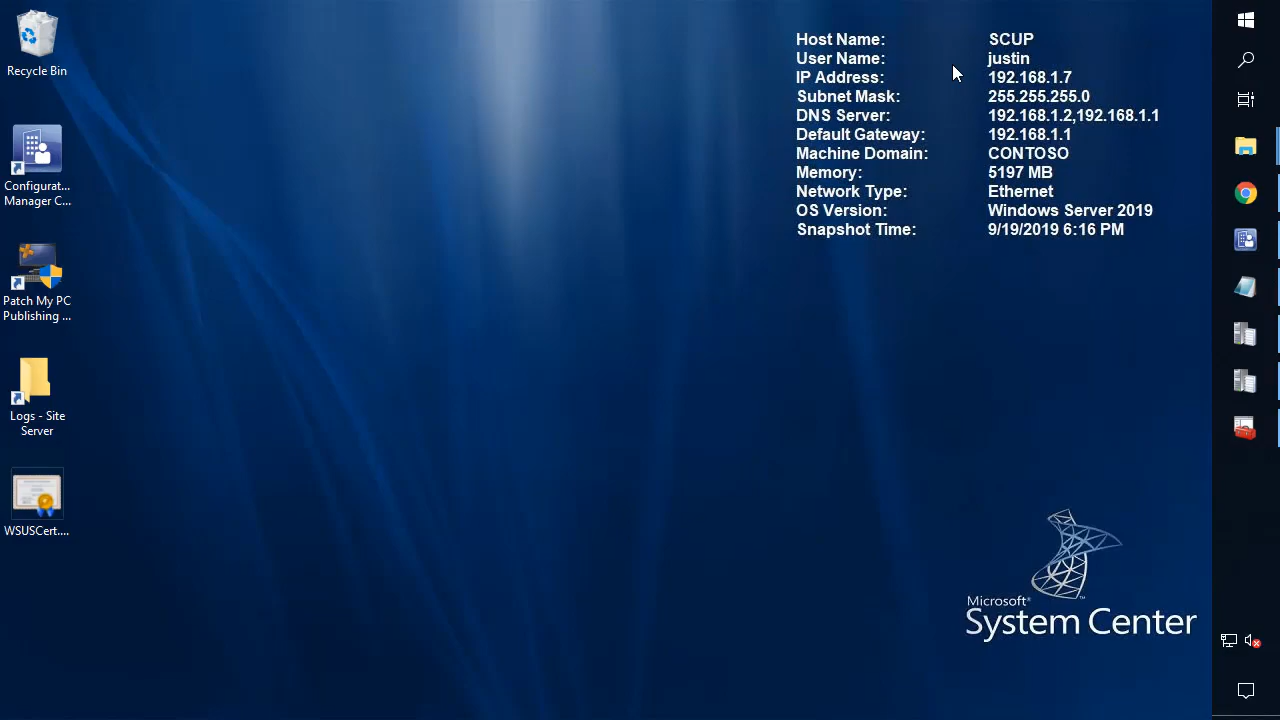 Recycle Bin
Configurat...
Manager C...
Patch My PC
Publishing ...
Logs - Site
Server
WSUSCert....
Host Name: SCUP
User Name: justin
IP Address: 192.168.1.7
Subnet Mask: 255.255.255.0
DNS Server: 192.168.1.2,192.168.1.1
Default Gateway: 192.168.1.1
Machine Domain: CONTOSO
Memory: 5197 MB
Network Type: Ethernet
OS Version: Windows Server 2019
Snapshot Time: 9/19/2019 6:16 PM
Microsoft®
System Center